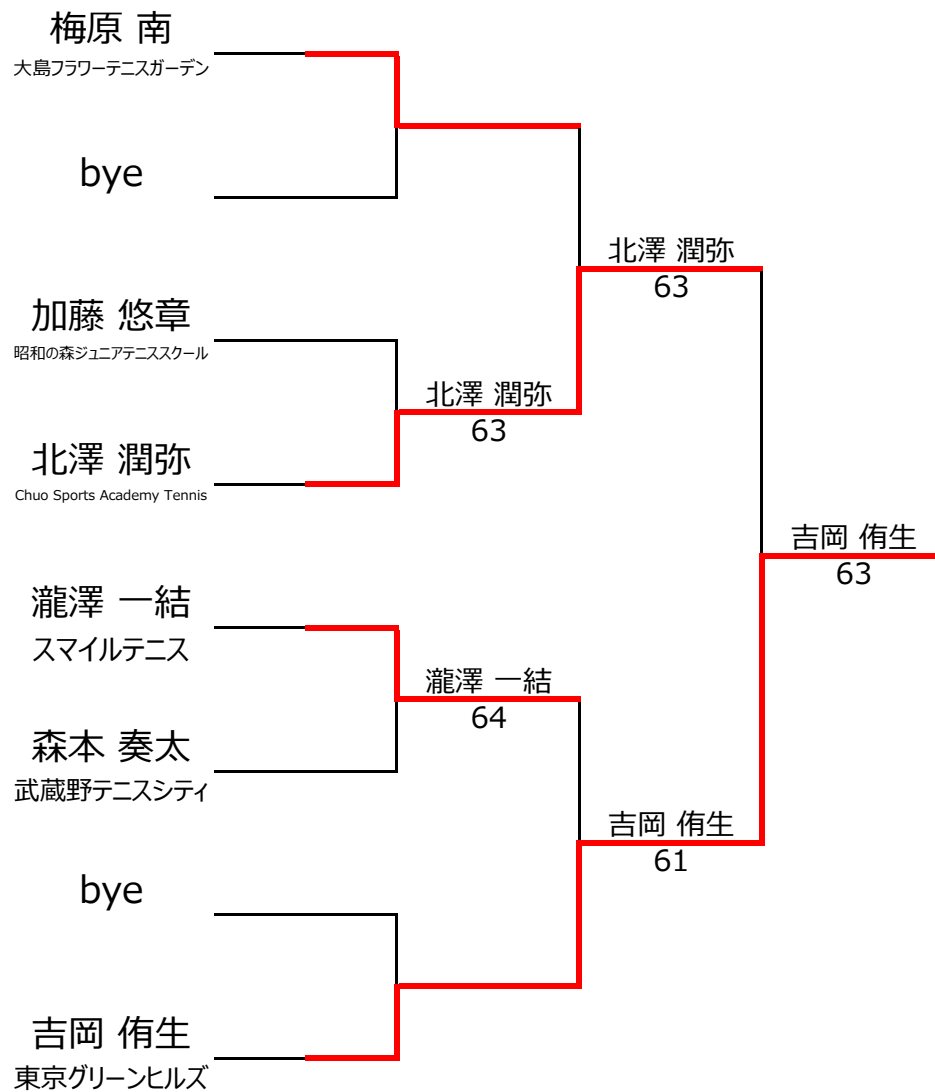 梅原 南
大島フラワーテニスガーデン
bye
加藤 悠章
昭和の森ジュニアテニススクール
北澤 潤弥
Chuo Sports Academy Tennis
瀧澤 一結
スマイルテニス
森本 奏太
武蔵野テニスシティ
bye
吉岡 侑生
東京グリーンヒルズ
北澤 潤弥
63
瀧澤 一結
64
北澤 潤弥
63
吉岡 侑生
61
吉岡 侑生
63